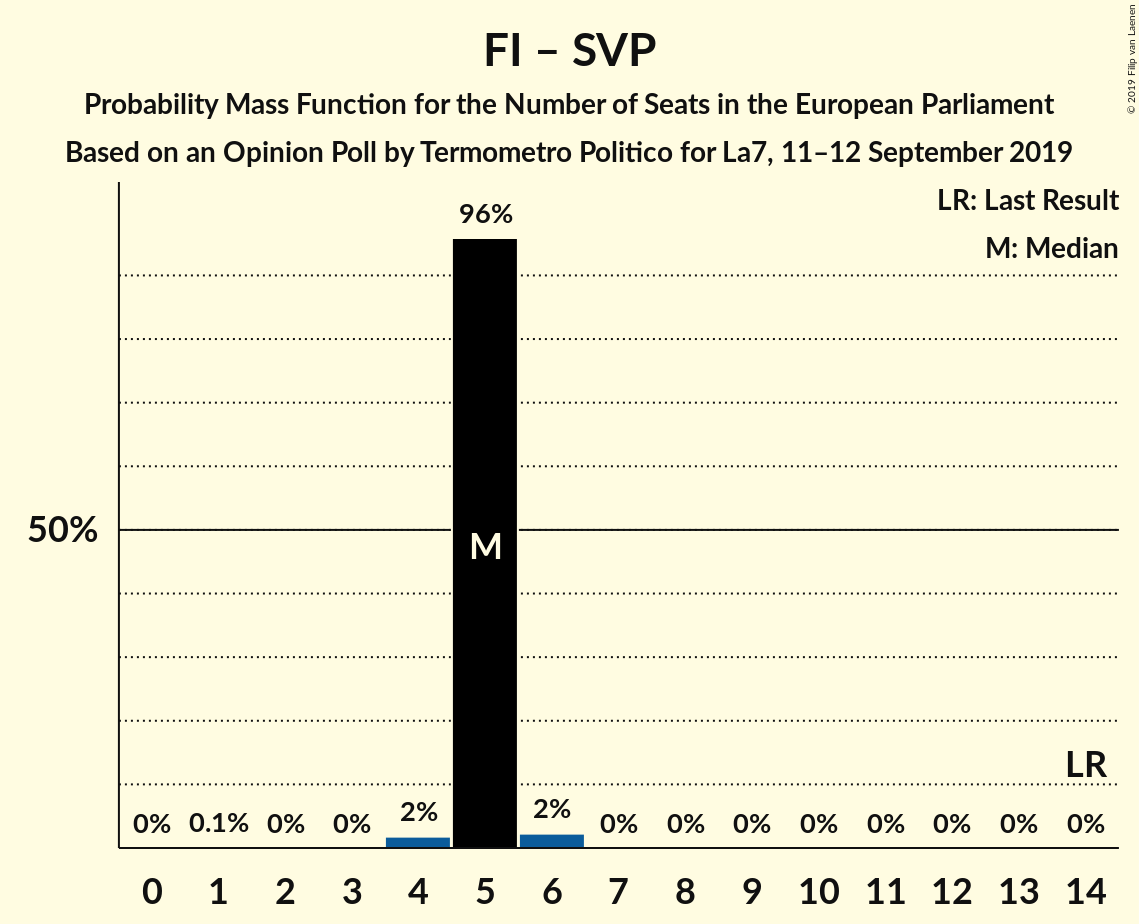 FI – SVP
Probability Mass Function for the Number of Seats in the European Parliament
Based on an Opinion Poll by Termometro Politico for La7, 11–12 September 2019
© 2019 Filip van Laenen
LR: Last Result
M: Median
96%
50%
M
LR
0% 0.1% 0% 0% 2% 2% 0% 0% 0% 0% 0% 0% 0% 0%
0 1 2 3 4 5 6 7 8 9 10 11 12 13 14